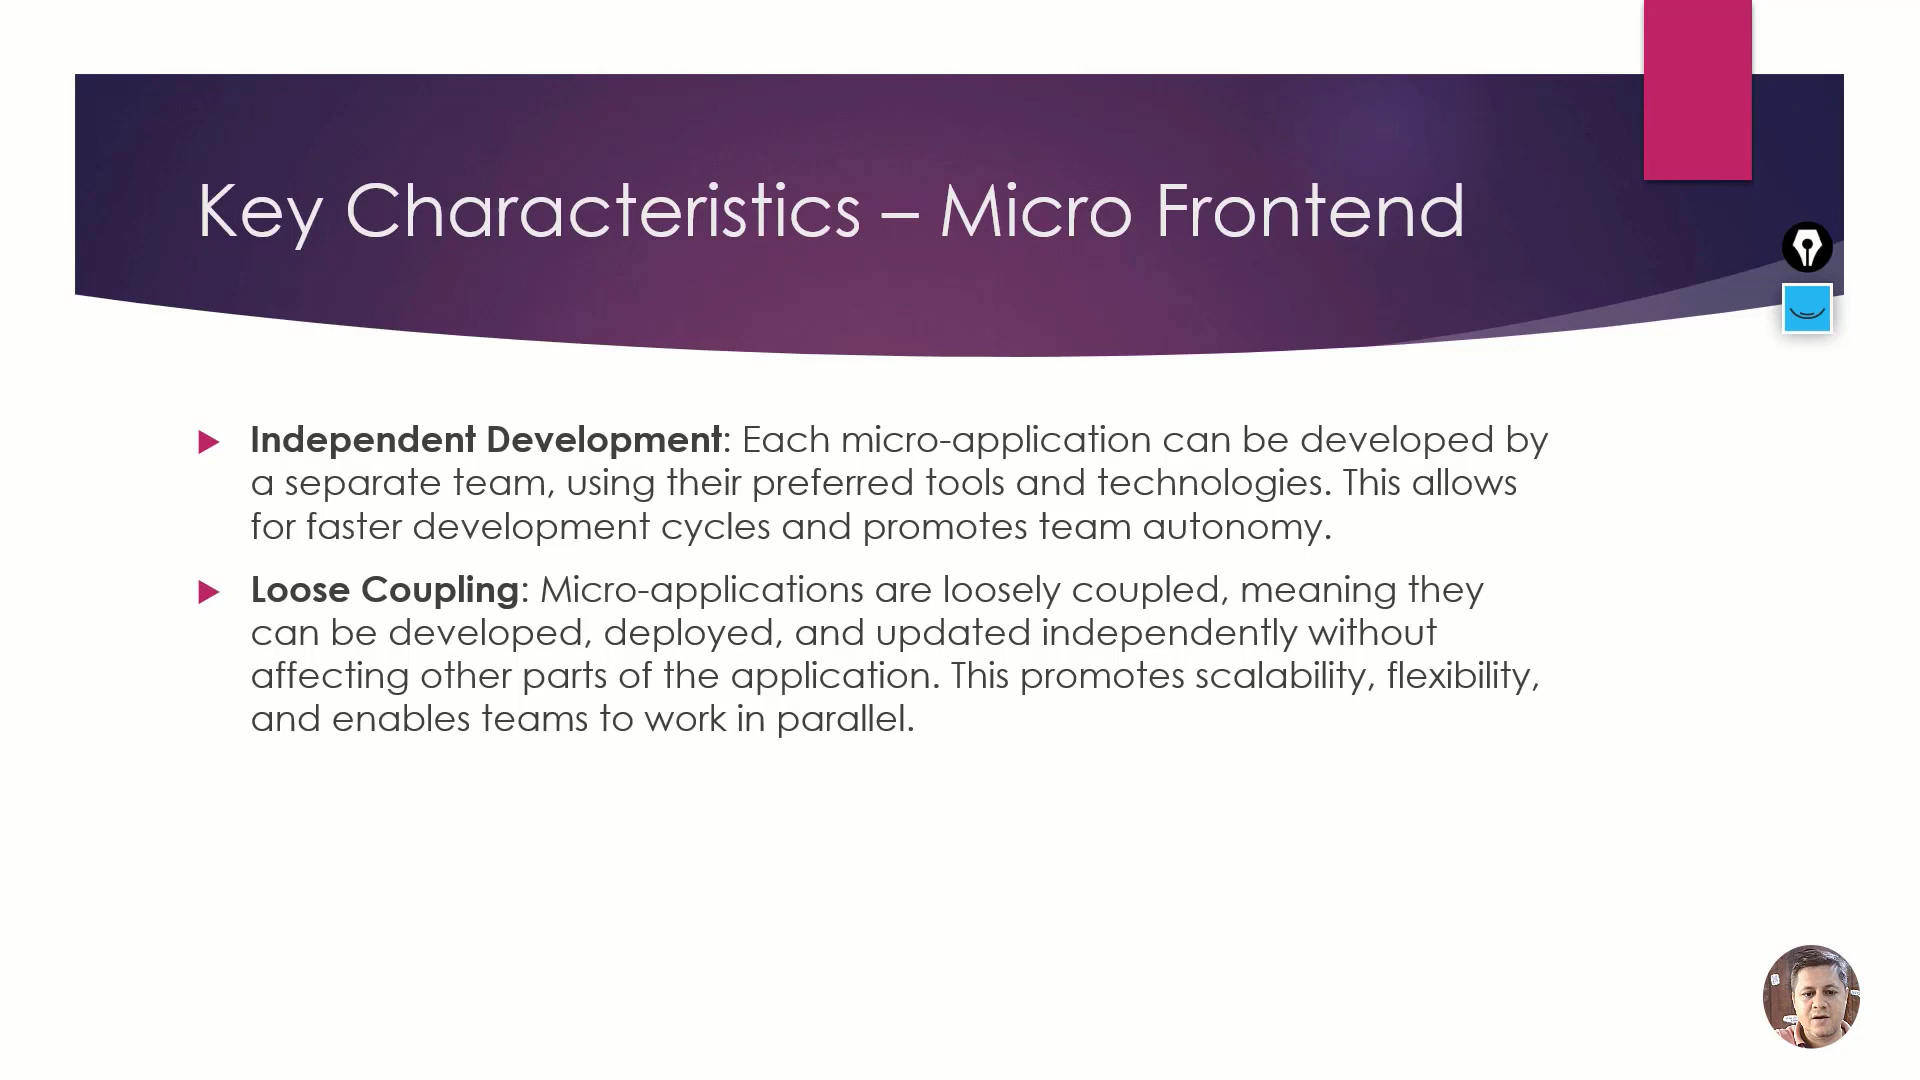 Key Characteristics – Micro Frontend
Independent Development: Each micro-application can be developed by
a separate team, using their preferred tools and technologies. This allows
for faster development cycles and promotes team autonomy.
Loose Coupling: Micro-applications are loosely coupled, meaning they
can be developed, deployed, and updated independently without
affecting other parts of the application. This promotes scalability, flexibility,
and enables teams to work in parallel.